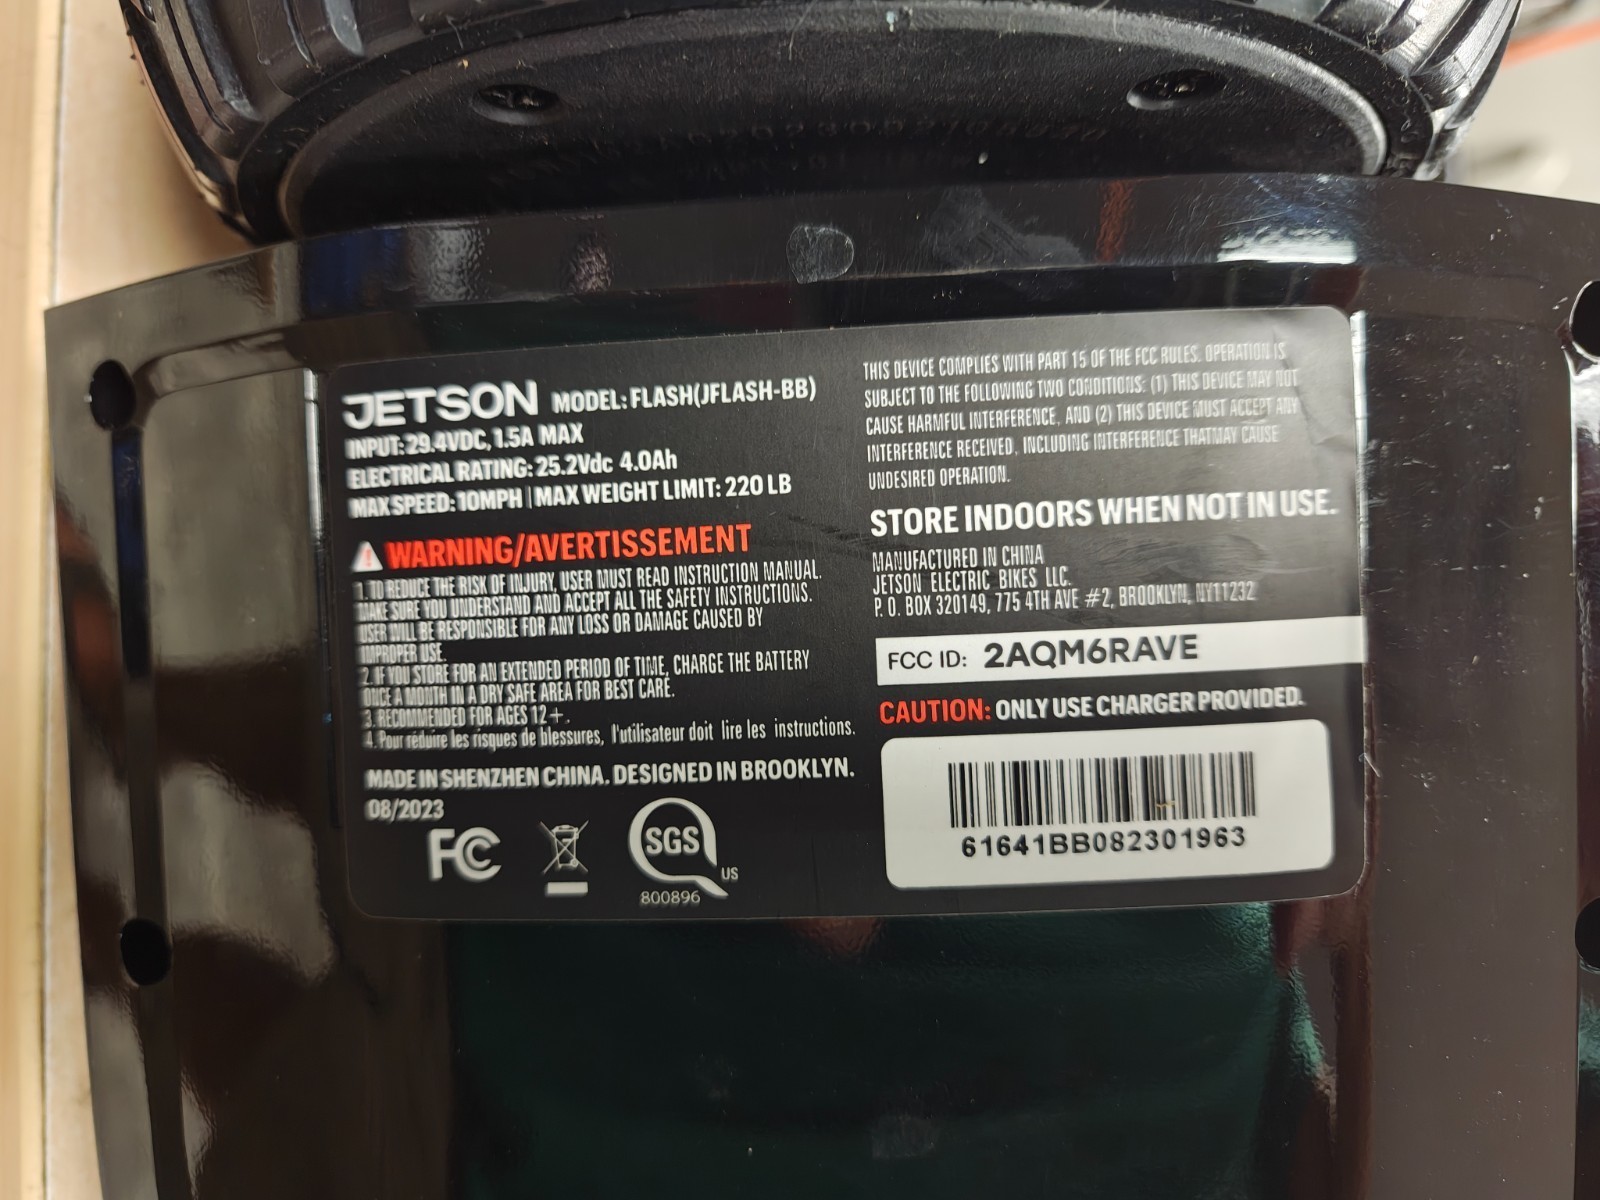 JETSON MODEL: FLASH(JFLASH-BB)
INPUT: 29.4VDC, 1.5A MAX
ELECTRICAL RATING: 25.2Vdc 4.0Ah
MAX SPEED: 10MPH | MAX WEIGHT LIMIT: 220 LB
WARNING/AVERTISSEMENT
1. TO REDUCE THE RISK OF INJURY, USER MUST READ INSTRUCTION MANUAL.
MAKE SURE YOU UNDERSTAND AND ACCEPT ALL THE SAFETY INSTRUCTIONS.
USER WILL BE RESPONSIBLE FOR ANY LOSS OR DAMAGE CAUSED BY
IMPROPER USE.
2. IF YOU STORE FOR AN EXTENDED PERIOD OF TIME, CHARGE THE BATTERY
ONCE A MONTH IN A DRY SAFE AREA FOR BEST CARE.
3. RECOMMENDED FOR AGES 12+.
4. Pour réduire les risques de blessures, l'utilisateur doit lire les instructions.
MADE IN SHENZHEN CHINA. DESIGNED IN BROOKLYN.
08/2023
FC
SGS
US
800896
THIS DEVICE COMPLIES WITH PART 15 OF THE FCC RULES. OPERATION IS
SUBJECT TO THE FOLLOWING TWO CONDITIONS: (1) THIS DEVICE MAY NOT
CAUSE HARMFUL INTERFERENCE, AND (2) THIS DEVICE MUST ACCEPT ANY
INTERFERENCE RECEIVED, INCLUDING INTERFERENCE THATMAY CAUSE
UNDESIRED OPERATION.
STORE INDOORS WHEN NOT IN USE.
MANUFACTURED IN CHINA
JETSON ELECTRIC BIKES LLC.
P. O. BOX 320149, 775 4TH AVE #2, BROOKLYN, NY11232
FCC ID: 2AQM6RAVE
CAUTION: ONLY USE CHARGER PROVIDED.
61641BB082301963